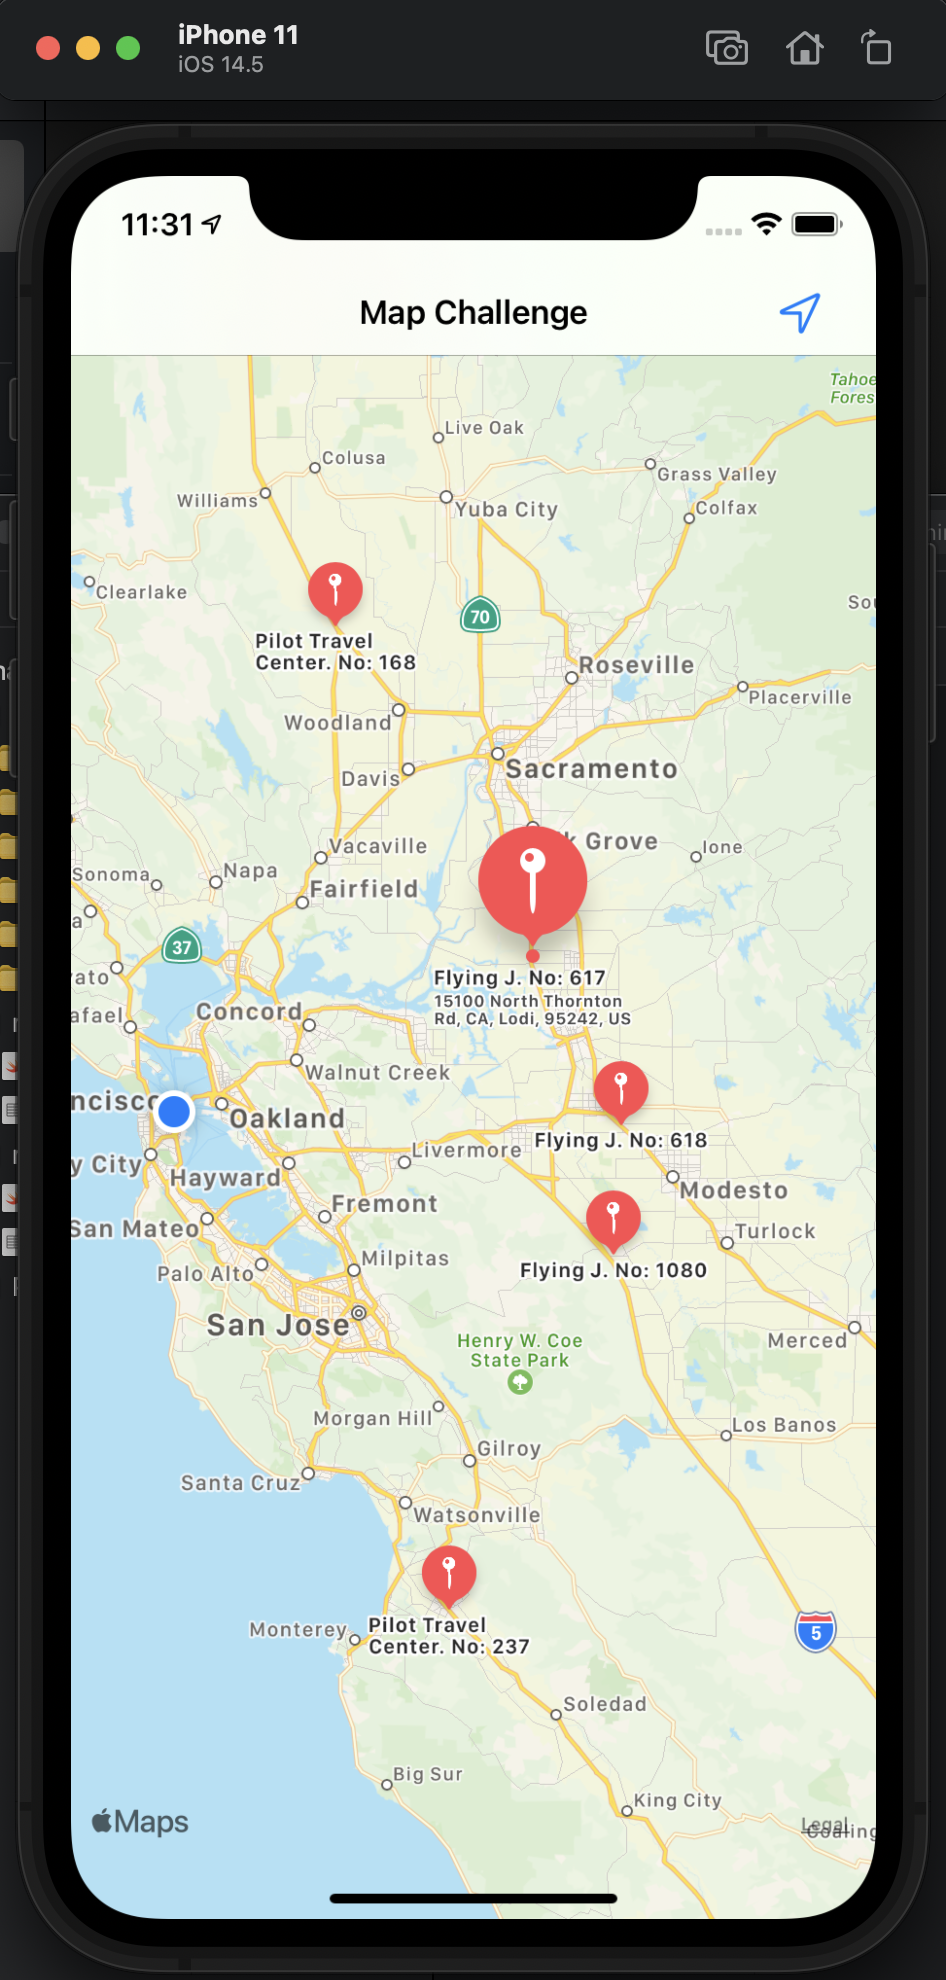 iPhone 11
iOS 14.5
11:31
Map Challenge
Tahoe
Fores
Live Oak
Colusa
Grass Valley
Williams
Yuba City
Colfax
Clearlake
Sou
70
Pilot Travel
Center. No: 168
Roseville
Placerville
Woodland
Sacramento
Davis
k Grove
Vacaville
Ione
Sonoma
Napa
Fairfield
a
37
vato
Flying J. No: 617
15100 North Thornton
Rd, CA, Lodi, 95242, US
afael
Concord
Walnut Creek
ncisco
Oakland
Flying J. No: 618
Livermore
y City
Hayward
Modesto
Fremont
San Mateo
Turlock
Milpitas
Palo Alto
Flying J. No: 1080
San Jose
Henry W. Coe
State Park
Merced
Morgan Hill
Los Banos
Gilroy
Santa Cruz
Watsonville
Monterey
Pilot Travel
Center. No: 237
5
Soledad
Big Sur
King City
Maps
Legal
Coaling